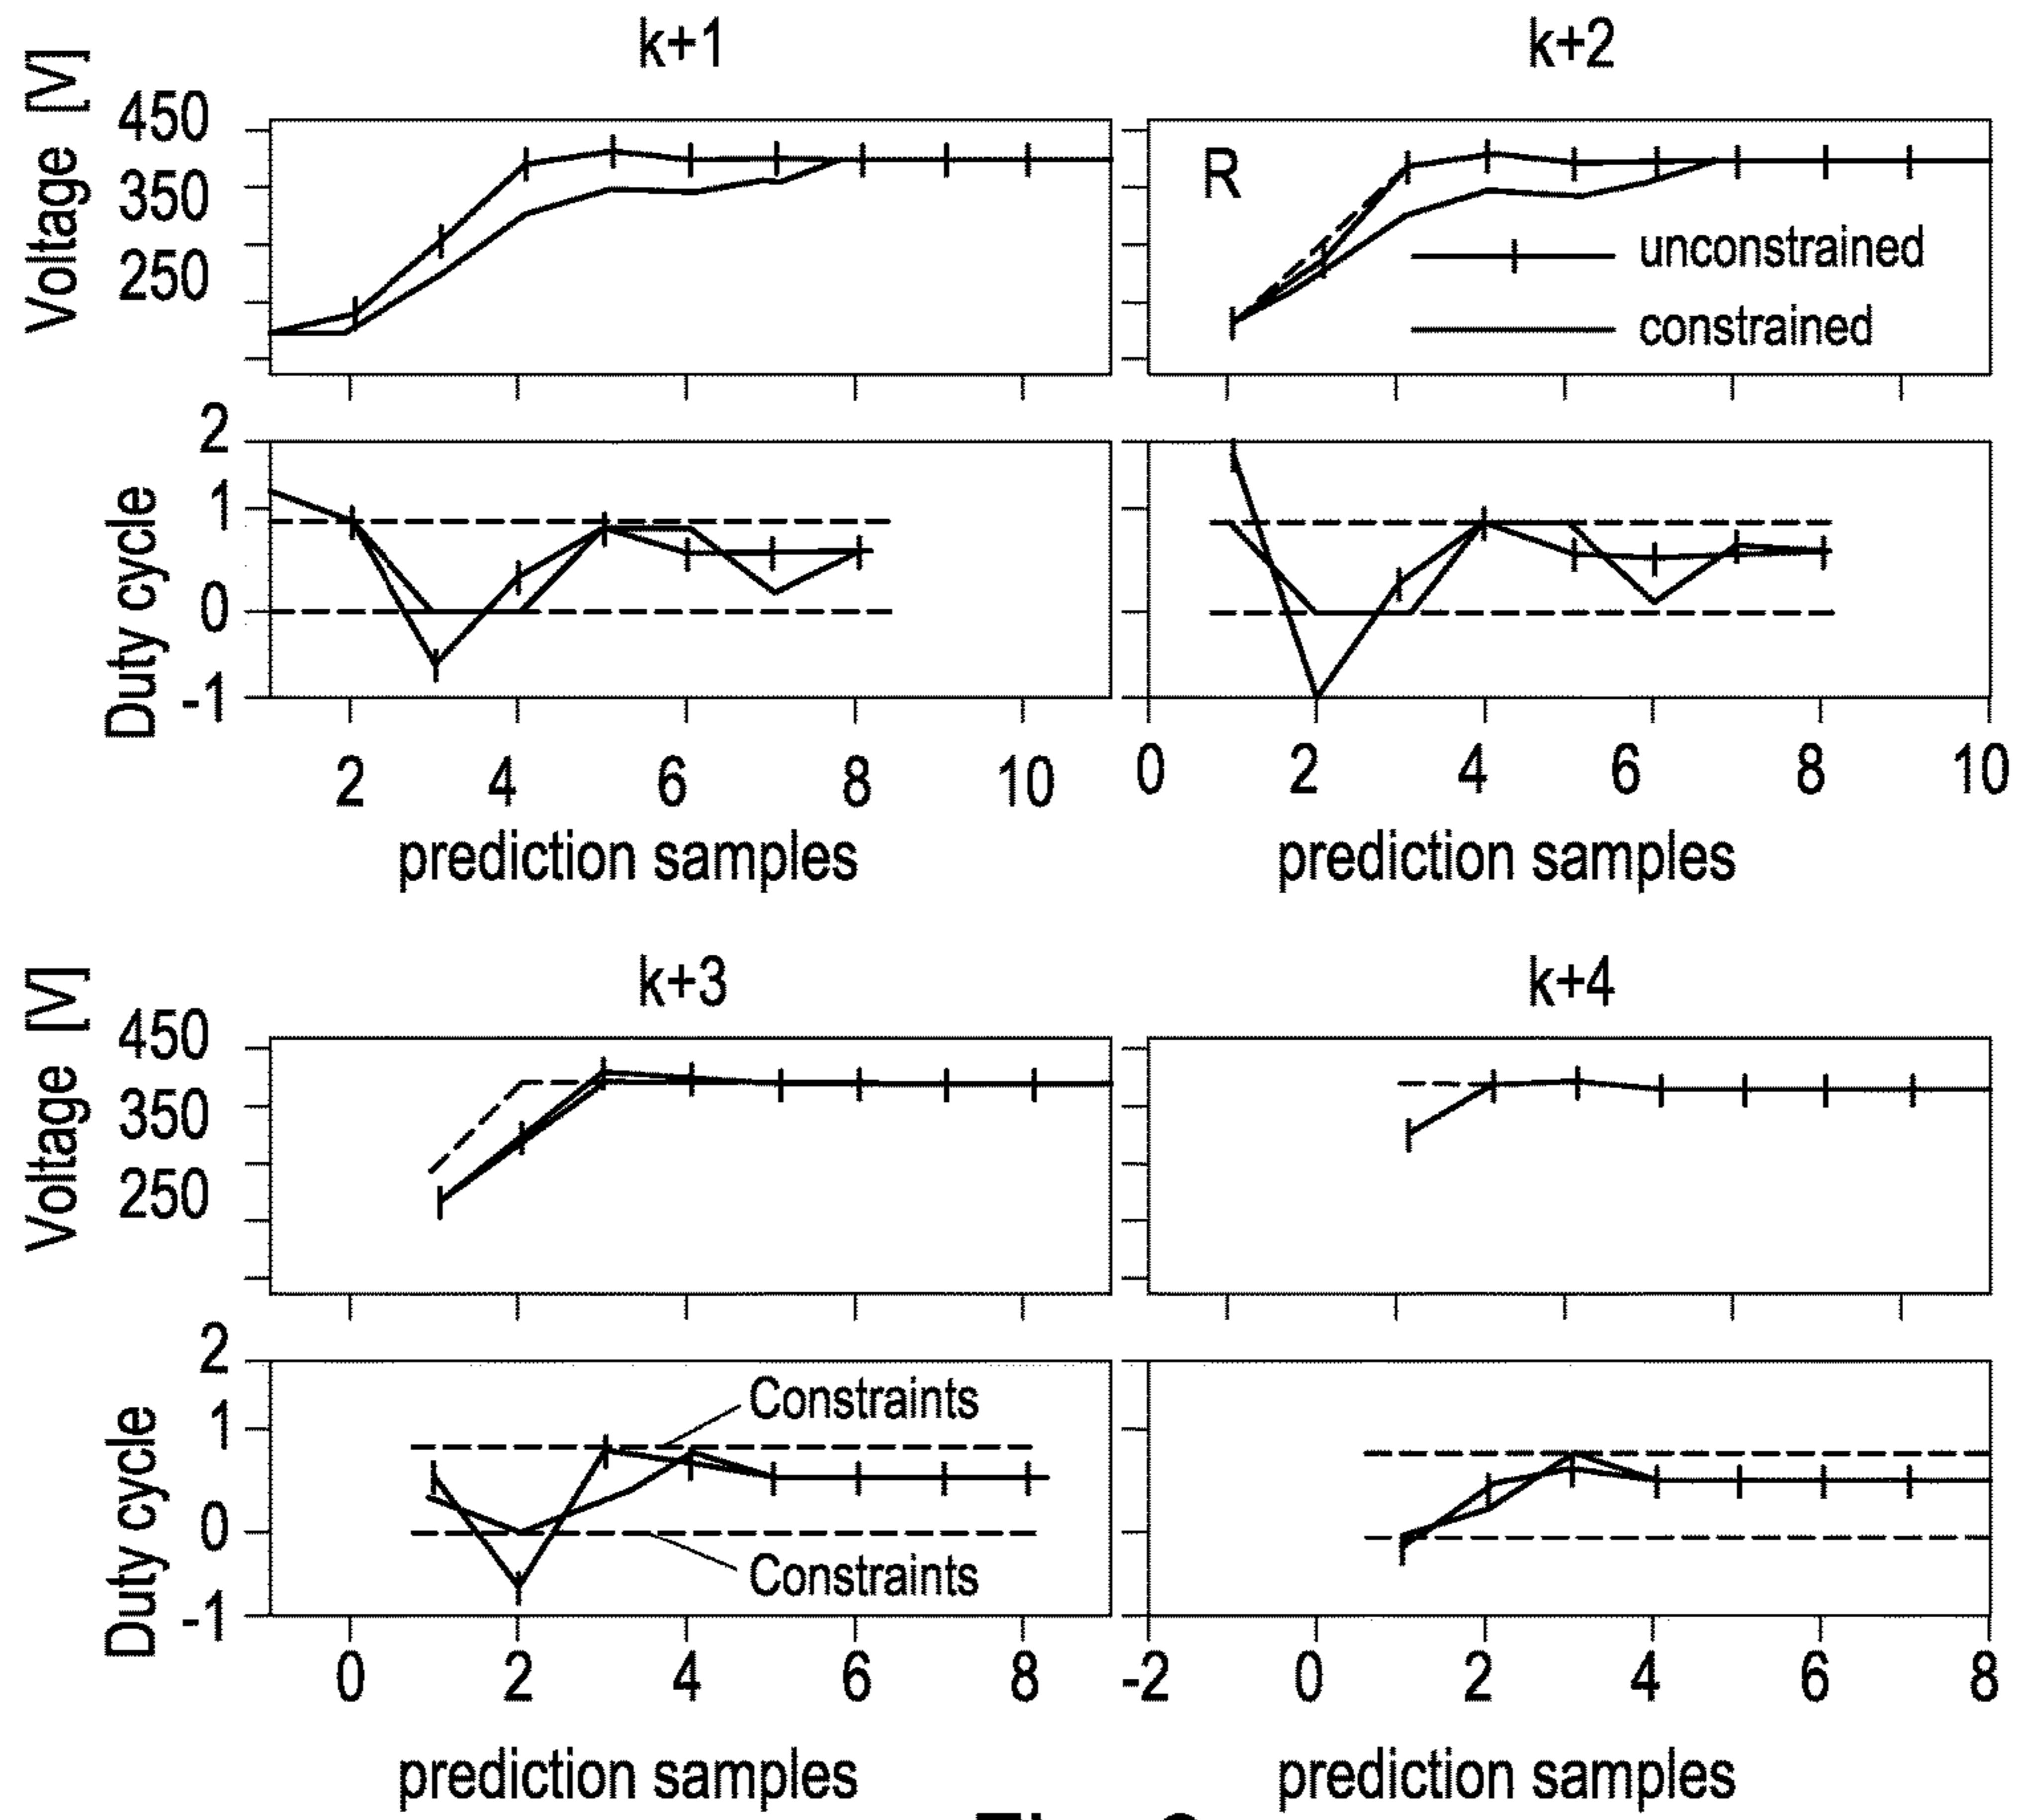 k+1 k+2
Voltage [V]
450
350
250
R
unconstrained
constrained
Duty cycle
2
1
0
-1
2 4 6 8 10
0 2 4 6 8 10
prediction samples prediction samples
k+3 k+4
Voltage [V]
450
350
250
Duty cycle
2
1
0
-1
Constraints
Constraints
0 2 4 6 8
-2 0 2 4 6 8
prediction samples prediction samples